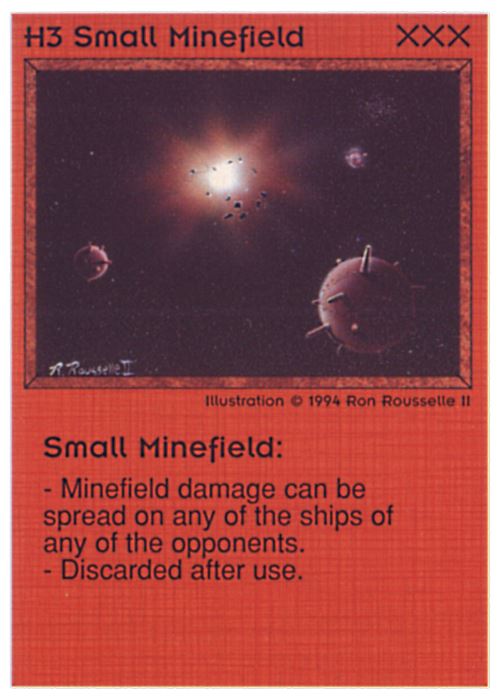 H3 Small Minefield XXX
R. Rousselle II
Illustration © 1994 Ron Rousselle II
Small Minefield:
- Minefield damage can be
spread on any of the ships of
any of the opponents.
- Discarded after use.